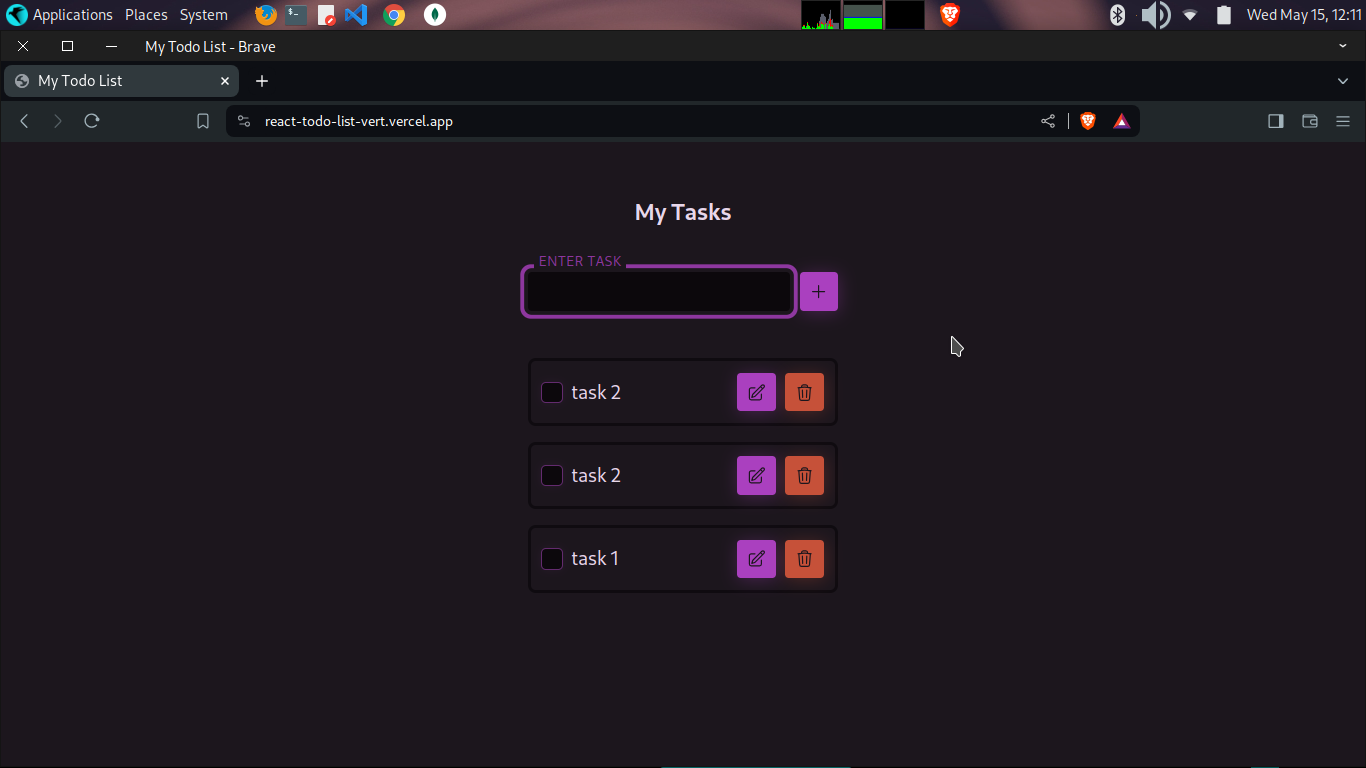 Applications Places System Wed May 15, 12:11
My Todo List - Brave
My Todo List
react-todo-list-vert.vercel.app
My Tasks
ENTER TASK
task 2
task 2
task 1